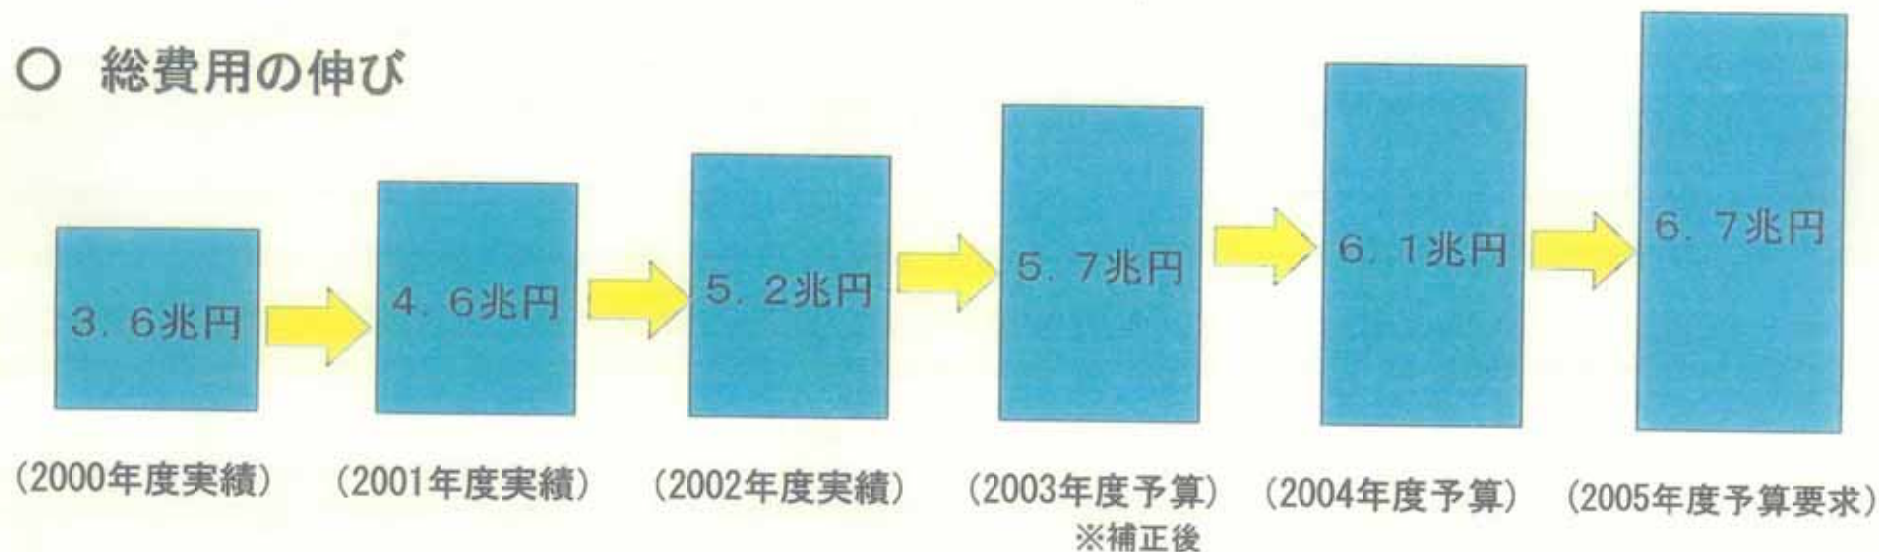 ○ 総費用の伸び
3. 6兆円
4. 6兆円
5. 2兆円
5. 7兆円
6. 1兆円
6. 7兆円
(2000年度実績)
(2001年度実績)
(2002年度実績)
(2003年度予算)
※補正後
(2004年度予算)
(2005年度予算要求)